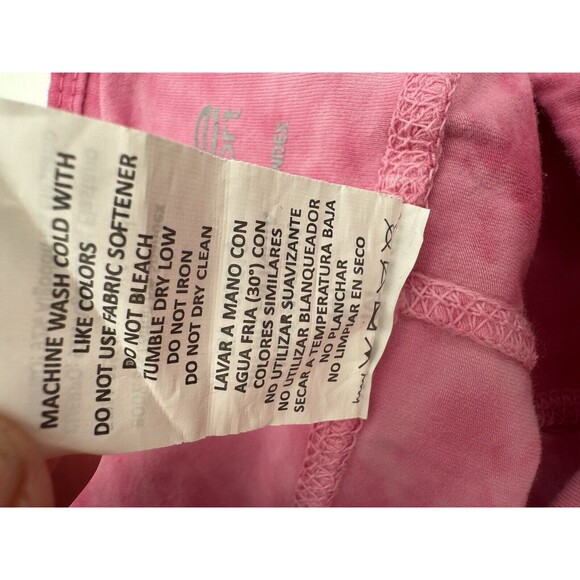 MACHINE WASH COLD WITH
LIKE COLORS
DO NOT USE FABRIC SOFTENER
DO NOT BLEACH
TUMBLE DRY LOW
DO NOT IRON
DO NOT DRY CLEAN
LAVAR A MANO CON
AGUA FRIA (30°) CON
COLORES SIMILARES
NO UTILIZAR SUAVIZANTE
NO UTILIZAR BLANQUEADOR
SECAR A TEMPERATURA BAJA
NO PLANCHAR
NO LIMPIAR EN SECO